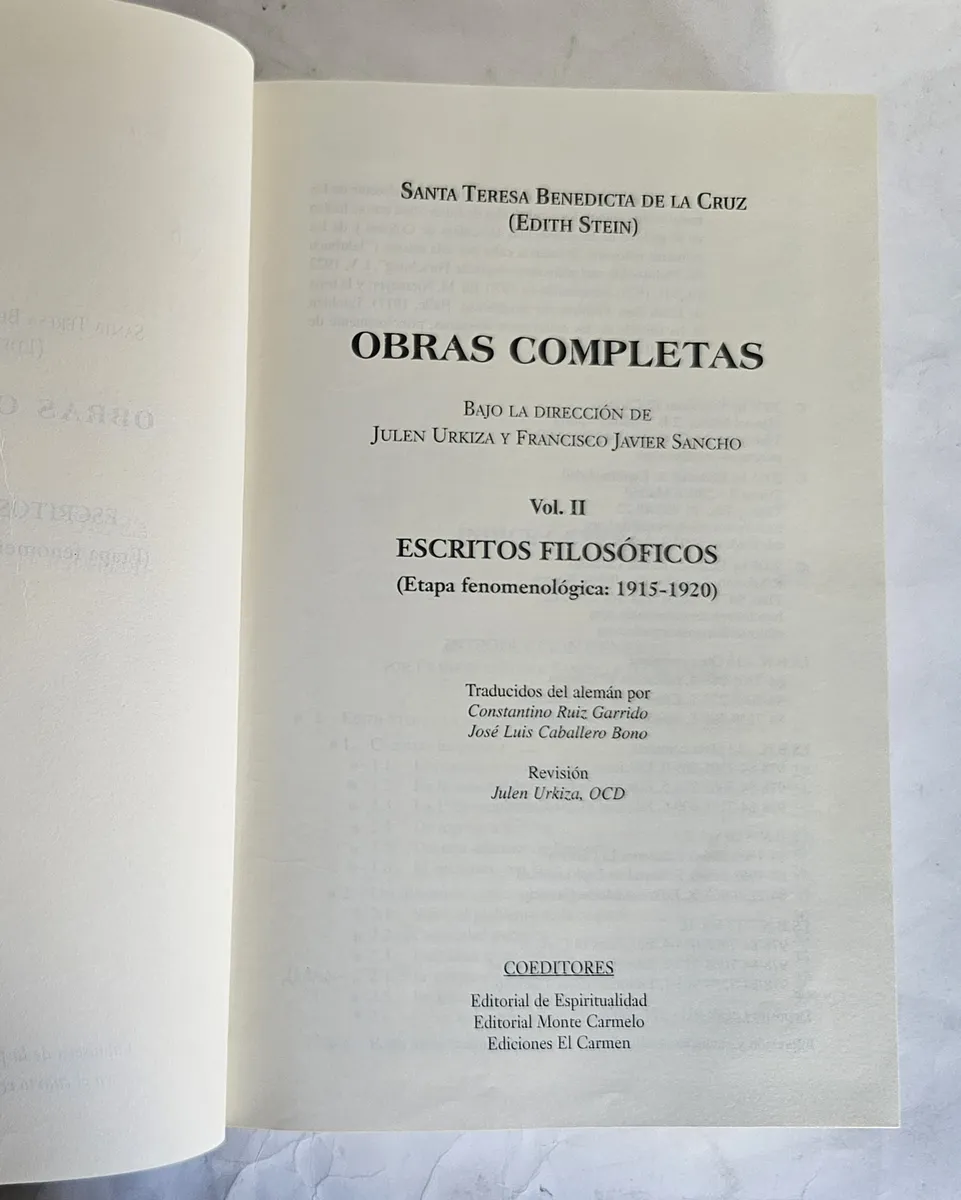 SANTA TERESA BENEDICTA DE LA CRUZ
(EDITH STEIN)
OBRAS COMPLETAS
BAJO LA DIRECCIÓN DE
JULEN URKIZA Y FRANCISCO JAVIER SANCHO
Vol. II
ESCRITOS FILOSÓFICOS
(Etapa fenomenológica: 1915-1920)
Traducidos del alemán por
Constantino Ruiz Garrido
José Luis Caballero Bono
Revisión
Julen Urkiza, OCD
COEDITORES
Editorial de Espiritualidad
Editorial Monte Carmelo
Ediciones El Carmen